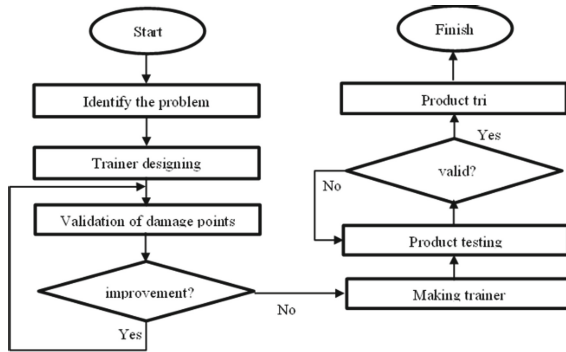 Start
Identify the problem
Trainer designing
Validation of damage points
improvement?
Yes
No
Making trainer
Product testing
valid?
No
Yes
Product tri
Finish